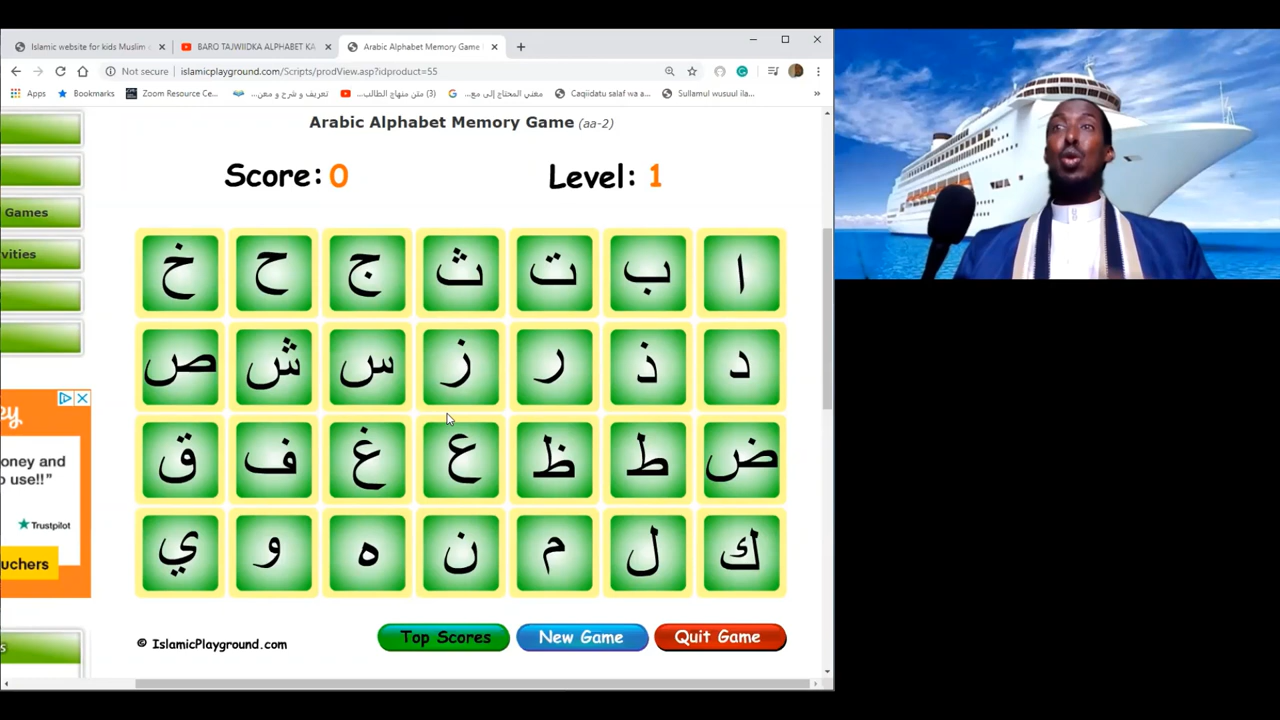 Islamic website for kids Muslim c
BARO TAJWIIDKA ALPHABET KA
Arabic Alphabet Memory Game
Not secure
islamicplayground.com/Scripts/prodView.asp?idproduct=55
Apps
Bookmarks
Zoom Resource Ce...
تعريف و شرح و معن...
(3) متن منهاج الطالب...
مغني المحتاج إلى مع...
Caqiidatu salaf wa a...
Sullamul wusuul ila...
»
Arabic Alphabet Memory Game (aa-2)
Score: 0
Level: 1
Games
vities
ا ب ت ث ج ح خ
د ذ ر ز س ش ص
ض ط ظ ع غ ف ق
ك ل م ن ه و ي
ey
oney and
o use!!”
Trustpilot
uchers
s
© IslamicPlayground.com
Top Scores
New Game
Quit Game